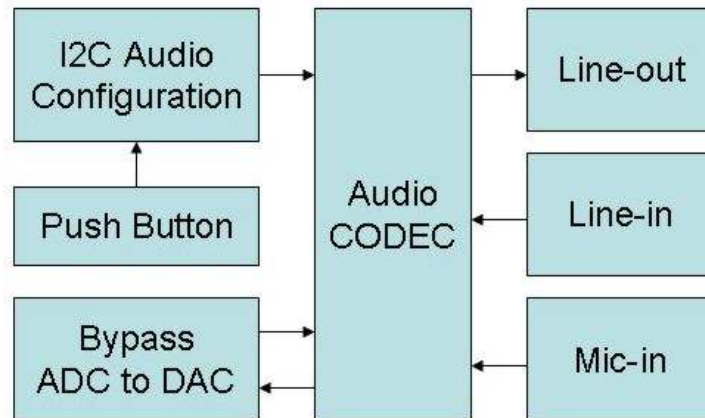 I2C Audio
Configuration
Push Button
Bypass
ADC to DAC
Audio
CODEC
Line-out
Line-in
Mic-in